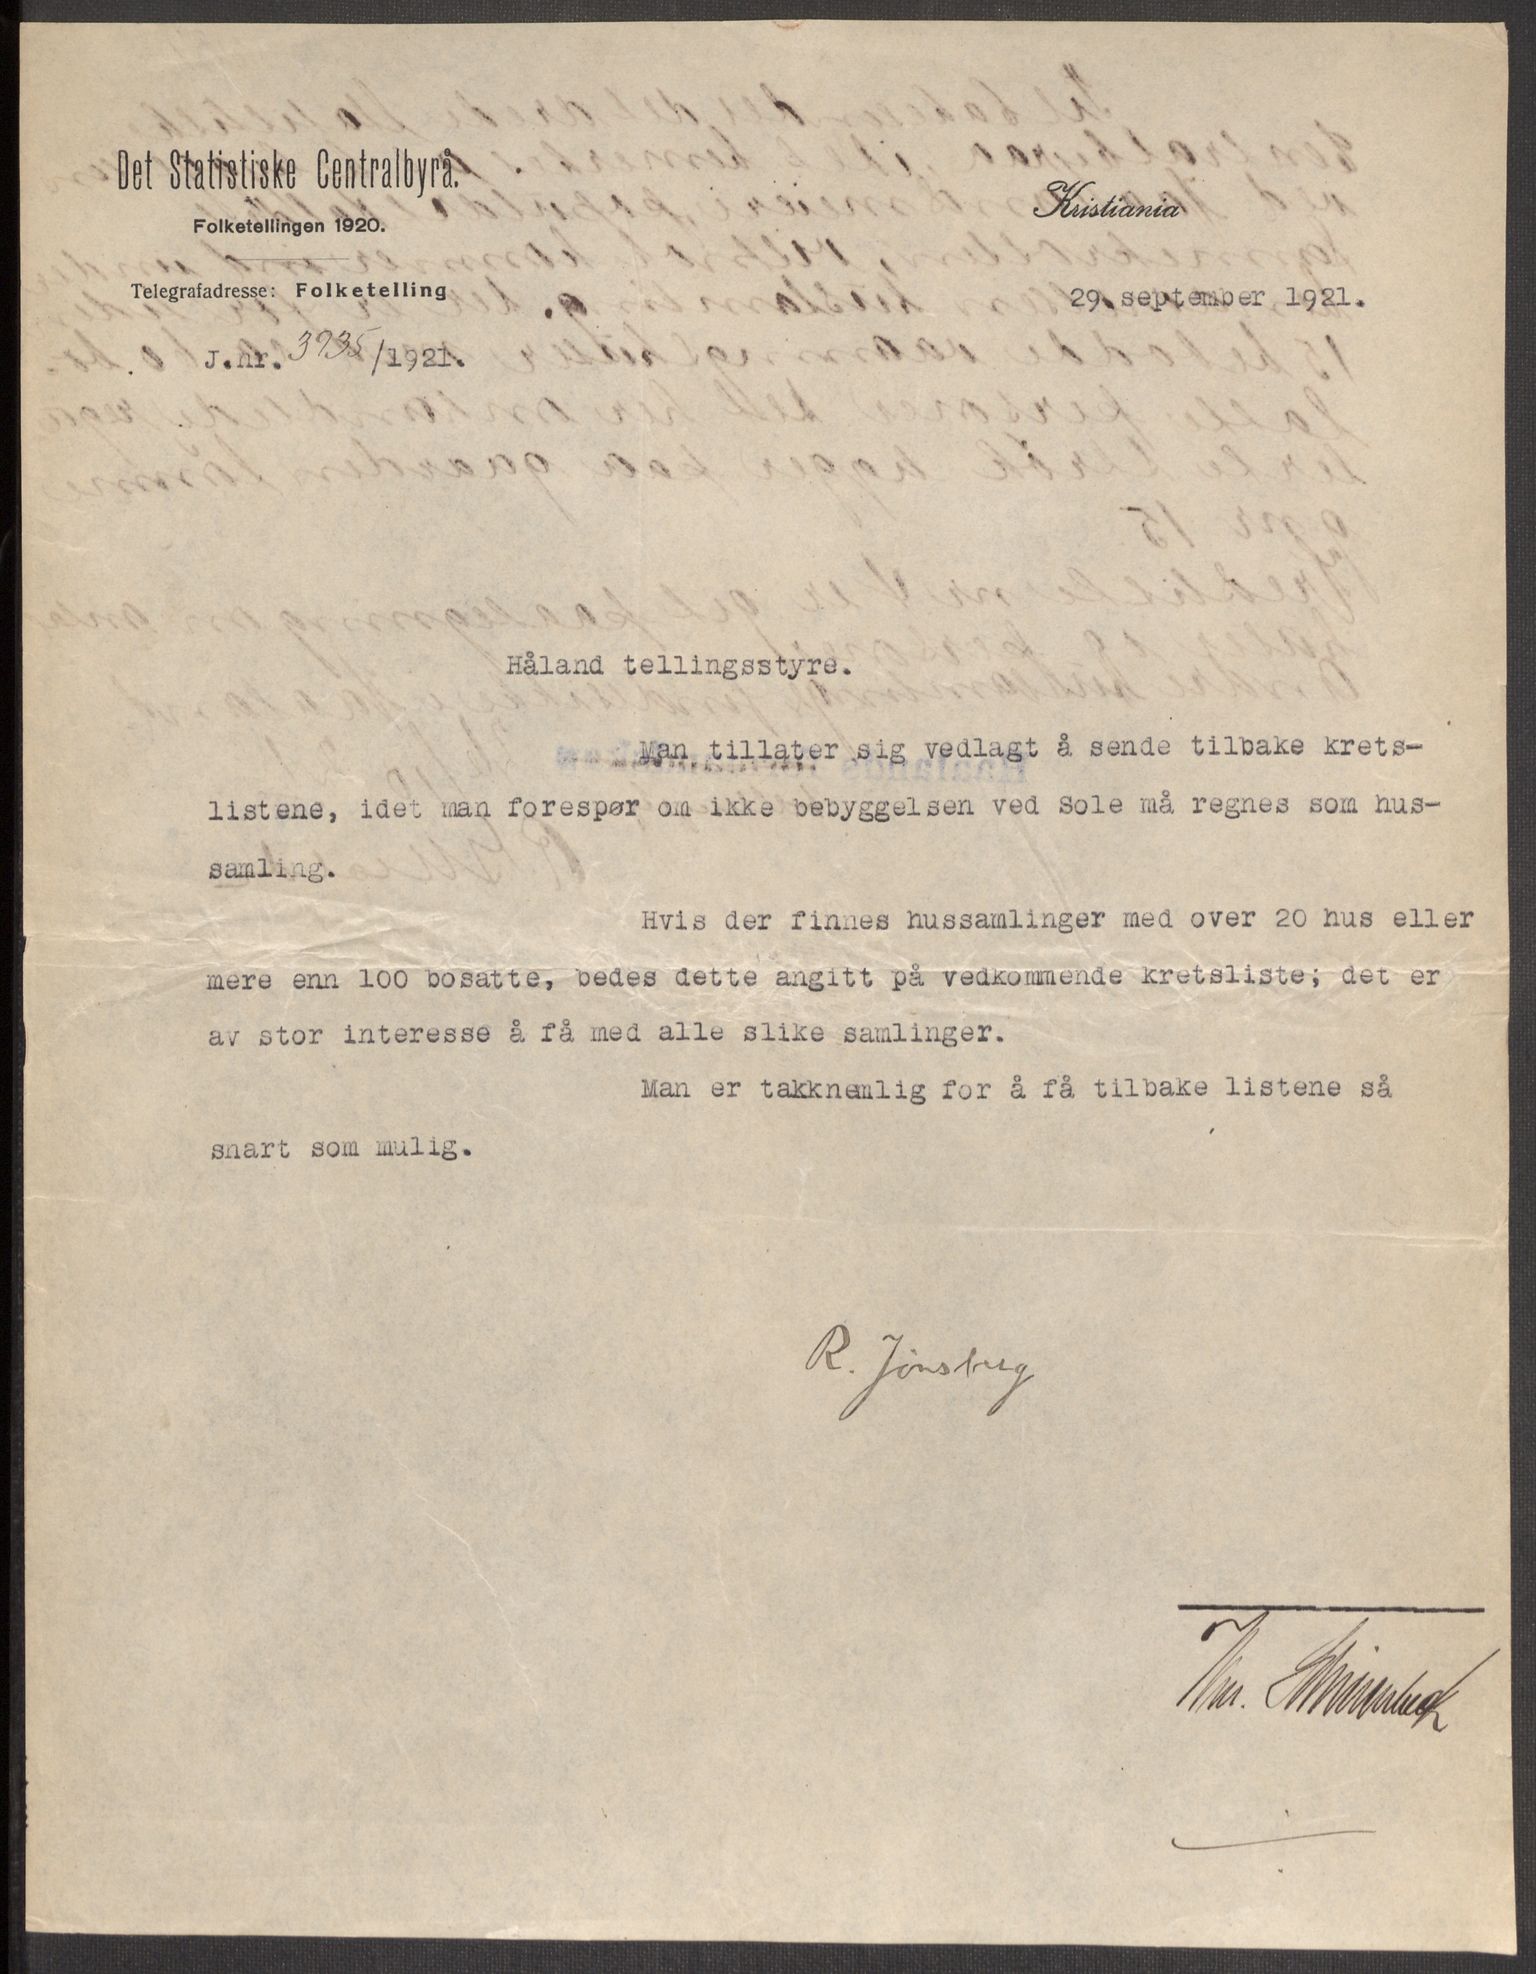 Det Statistiske Centralbyrå.
Folketellingen 1920.
Telegrafadresse: Folketelling
Kristiania
29. september 1921.
J.nr. 3935/1921.
Håland tellingsstyre.
Man tillater sig vedlagt å sende tilbake krets-
listene, idet man forespør om ikke bebyggelsen ved Sole må regnes som hus-
samling.
Hvis der finnes hussamlinger med over 20 hus eller
mere enn 100 bosatte, bedes dette angitt på vedkommende kretsliste; det er
av stor interesse å få med alle slike samlinger.
Man er takknemlig for å få tilbake listene så
snart som mulig.
R. Jønsberg